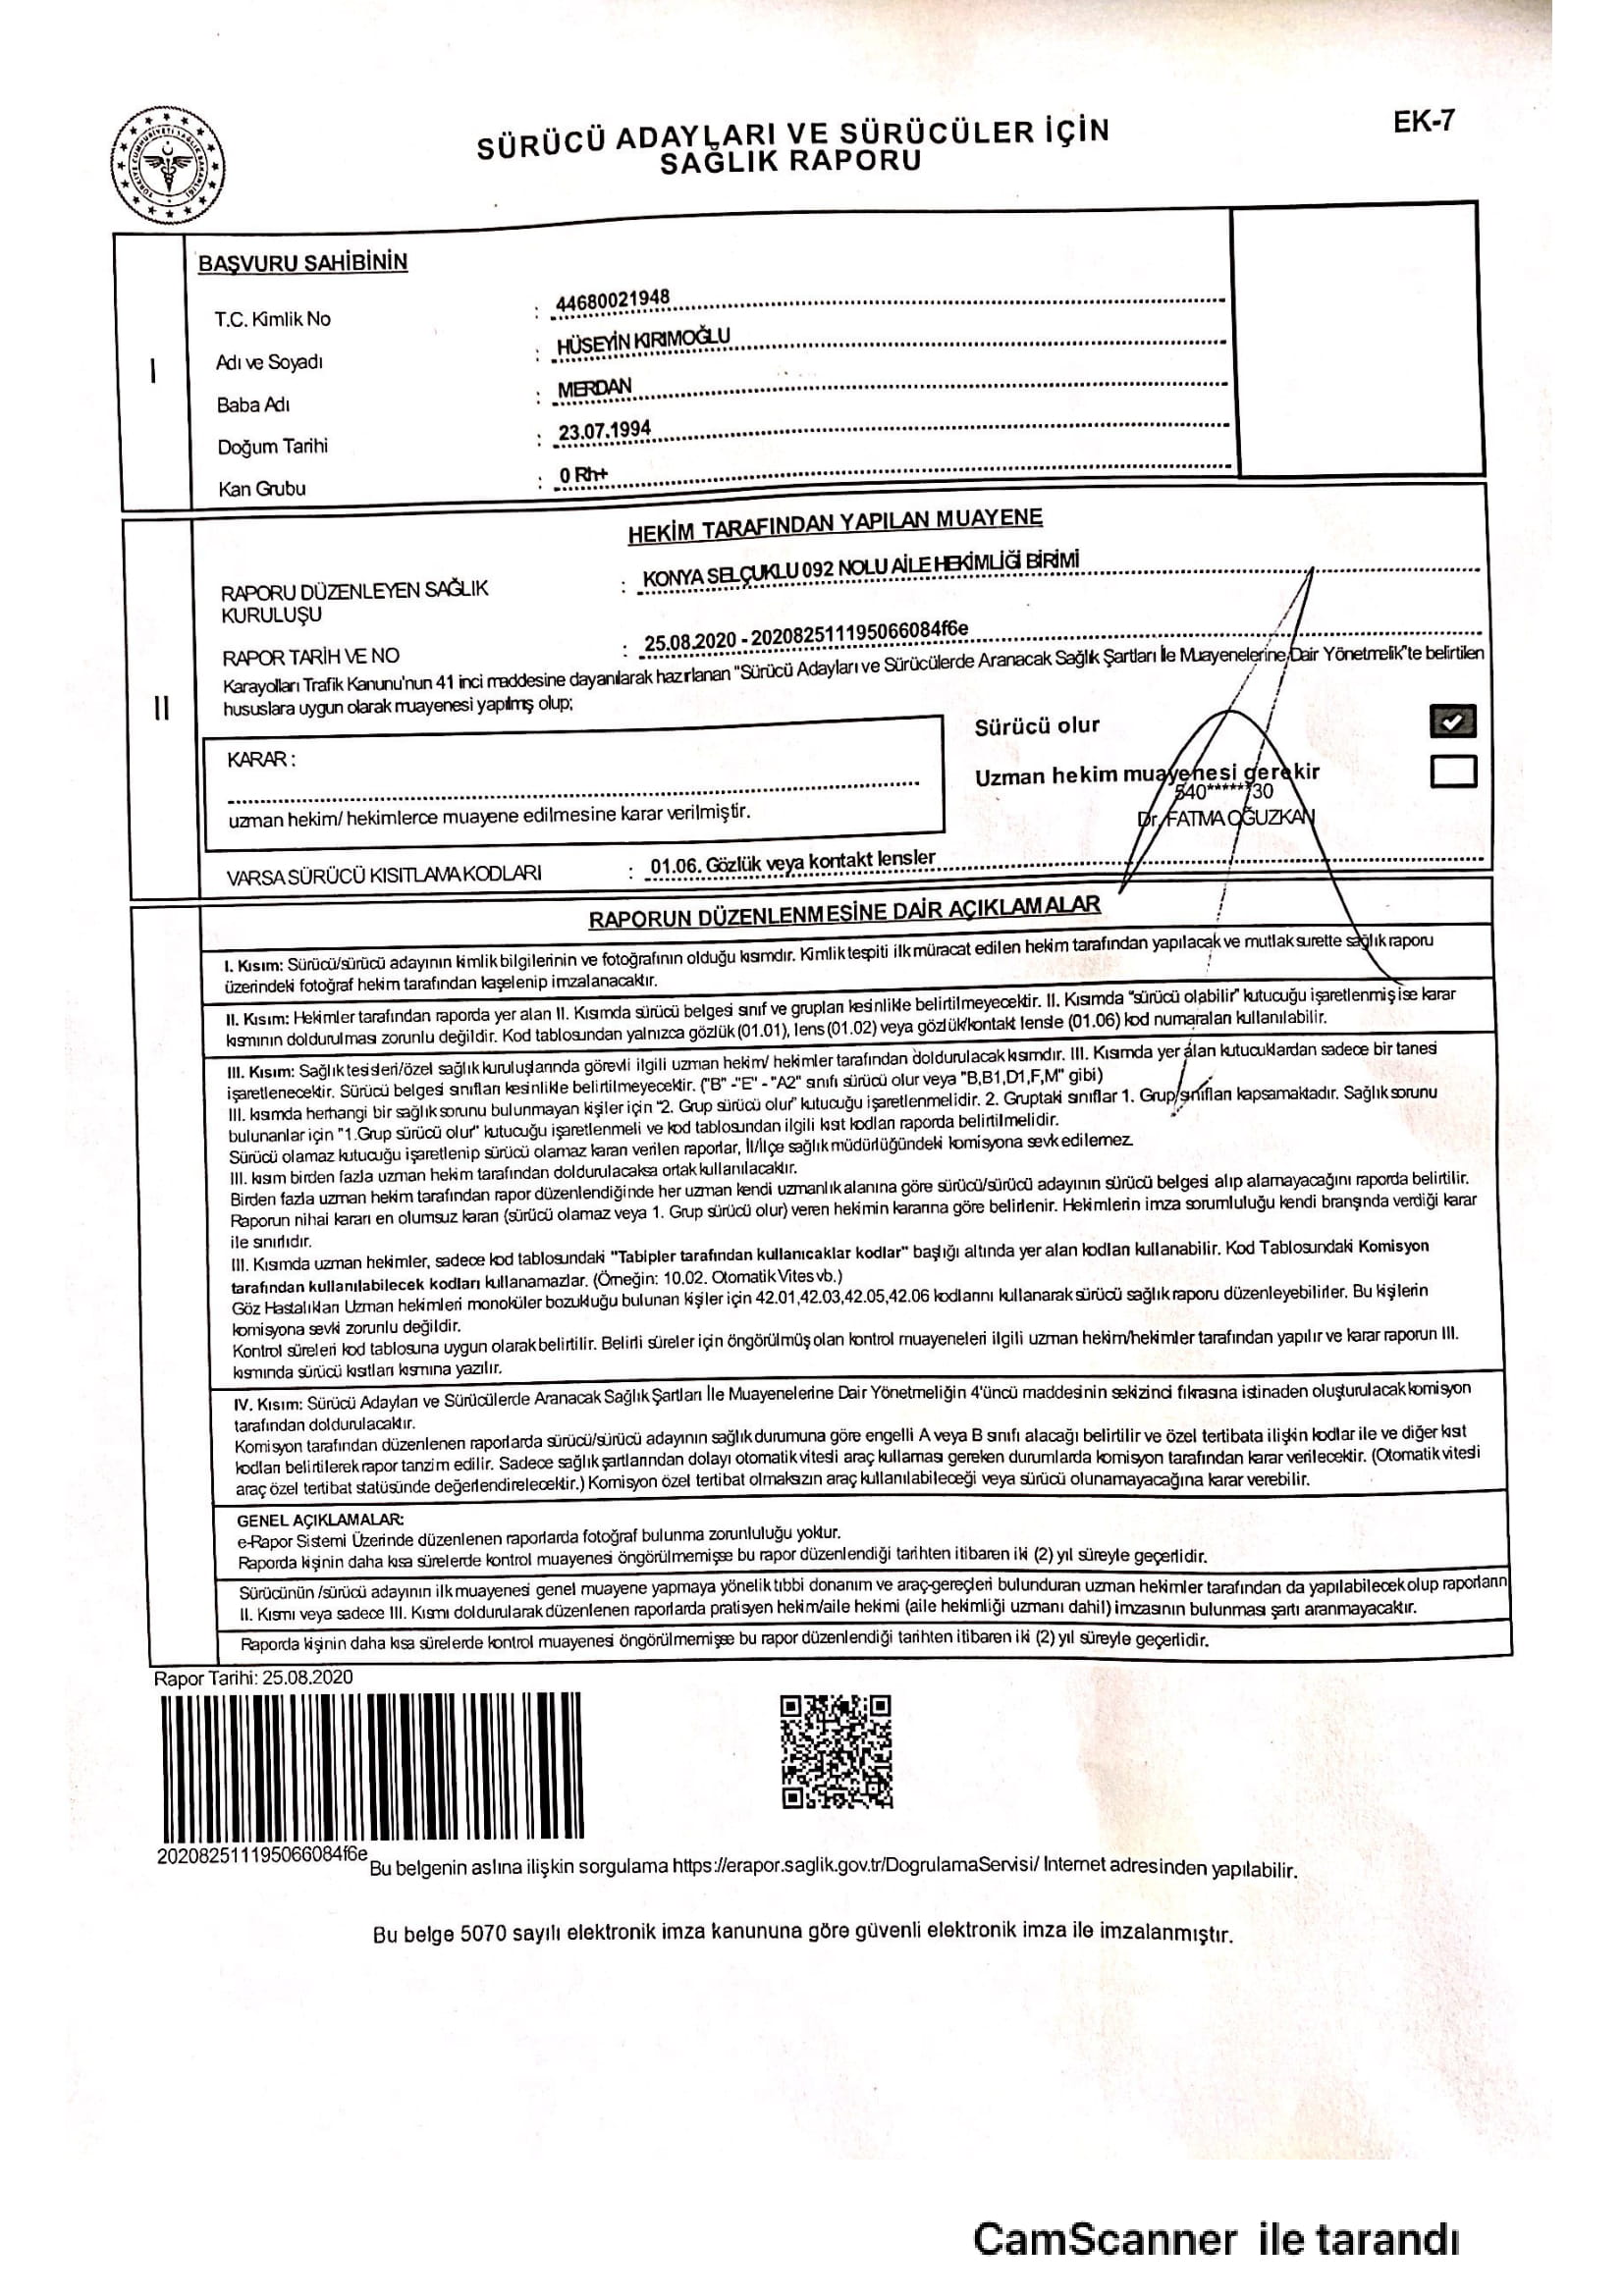 SÜRÜCÜ ADAYLARI VE SÜRÜCÜLER İÇİN
SAĞLIK RAPORU
EK-7
I
BAŞVURU SAHİBİNİN
T.C. Kimlik No : 44680021948
Adı ve Soyadı : HÜSEYİN KIRIMOĞLU
Baba Adı : MERDAN
Doğum Tarihi : 23.07.1994
Kan Grubu : 0 Rh+
II
HEKİM TARAFINDAN YAPILAN MUAYENE
RAPORU DÜZENLEYEN SAĞLIK : KONYA SELÇUKLU 092 NOLU AİLE HEKİMLİĞİ BİRİMİ
KURULUŞU
RAPOR TARİH VE NO : 25.08.2020 - 202082511195066084f6e
Karayolları Trafik Kanunu'nun 41 inci maddesine dayanılarak hazırlanan "Sürücü Adayları ve Sürücülerde Aranacak Sağlık Şartları İle Muayenelerine Dair Yönetmelik"te belirtilen
hususlara uygun olarak muayenesi yapılmış olup;
Sürücü olur
KARAR :
Uzman hekim muayenesi gerekir
540******30
uzman hekim/ hekimlerce muayene edilmesine karar verilmiştir.
Dr. FATMA OĞUZKAN
VARSA SÜRÜCÜ KISITLAMA KODLARI : 01.06. Gözlük veya kontakt lensler
RAPORUN DÜZENLENMESİNE DAİR AÇIKLAMALAR
I. Kısım: Sürücü/sürücü adayının kimlik bilgilerinin ve fotoğrafının olduğu kısımdır. Kimlik tespiti ilk müracat edilen hekim tarafından yapılacak ve mutlak surette sağlık raporu
üzerindeki fotoğraf hekim tarafından kaşelenip imzalanacaktır.
II. Kısım: Hekimler tarafından raporda yer alan II. Kısımda sürücü belgesi sınıf ve grupları kesinlikle belirtilmeyecektir. II. Kısımda "sürücü olabilir" kutucuğu işaretlenmiş ise karar
kısmının doldurulması zorunlu değildir. Kod tablosundan yalnızca gözlük (01.01), lens (01.02) veya gözlük/kontakt lensle (01.06) kod numaraları kullanılabilir.
III. Kısım: Sağlık tesisleri/özel sağlık kuruluşlarında görevli ilgili uzman hekim/ hekimler tarafından doldurulacak kısımdır. III. Kısımda yer alan kutucuklardan sadece bir tanesi
işaretlenecektir. Sürücü belgesi sınıfları kesinlikle belirtilmeyecektir. ("B" -"E" - "A2" sınıfı sürücü olur veya "B,B1,D1,F,M" gibi)
III. kısımda herhangi bir sağlık sorunu bulunmayan kişiler için "2. Grup sürücü olur" kutucuğu işaretlenmelidir. 2. Gruptaki sınıflar 1. Grup sınıfları kapsamaktadır. Sağlık sorunu
bulunanlar için "1.Grup sürücü olur" kutucuğu işaretlenmeli ve kod tablosundan ilgili kısıt kodları raporda belirtilmelidir.
Sürücü olamaz kutucuğu işaretlenip sürücü olamaz kararı verilen raporlar, İl/İlçe sağlık müdürlüğündeki komisyona sevk edilemez.
III. kısım birden fazla uzman hekim tarafından doldurulacaksa ortak kullanılacaktır.
Birden fazla uzman hekim tarafından rapor düzenlendiğinde her uzman kendi uzmanlık alanına göre sürücü/sürücü adayının sürücü belgesi alıp alamayacağını raporda belirtilir.
Raporun nihai kararı en olumsuz kararı (sürücü olamaz veya 1. Grup sürücü olur) veren hekimin kararına göre belirlenir. Hekimlerin imza sorumluluğu kendi branşında verdiği karar
ile sınırlıdır.
III. Kısımda uzman hekimler, sadece kod tablosundaki "Tabipler tarafından kullanıcaklar kodlar" başlığı altında yer alan kodları kullanabilir. Kod Tablosundaki Komisyon
tarafından kullanılabilecek kodları kullanamazlar. (Örneğin: 10.02. Otomatik Vites vb.)
Göz Hastalıkları Uzman hekimleri monoküler bozukluğu bulunan kişiler için 42.01,42.03,42.05,42.06 kodlarını kullanarak sürücü sağlık raporu düzenleyebilirler. Bu kişilerin
komisyona sevki zorunlu değildir.
Kontrol süreleri kod tablosuna uygun olarak belirtilir. Belirli süreler için öngörülmüş olan kontrol muayeneleri ilgili uzman hekim/hekimler tarafından yapılır ve karar raporun III.
kısmında sürücü kısıtları kısmına yazılır.
IV. Kısım: Sürücü Adayları ve Sürücülerde Aranacak Sağlık Şartları İle Muayenelerine Dair Yönetmeliğin 4'üncü maddesinin sekizinci fıkrasına istinaden oluşturulacak komisyon
tarafından doldurulacaktır.
Komisyon tarafından düzenlenen raporlarda sürücü/sürücü adayının sağlık durumuna göre engelli A veya B sınıfı alacağı belirtilir ve özel tertibata ilişkin kodlar ile ve diğer kısıt
kodları belirtilerek rapor tanzim edilir. Sadece sağlık şartlarından dolayı otomatik vitesli araç kullaması gereken durumlarda komisyon tarafından karar verilecektir. (Otomatik vitesli
araç özel tertibat statüsünde değerlendirelecektir.) Komisyon özel tertibat olmaksızın araç kullanılabileceği veya sürücü olunamayacağına karar verebilir.
GENEL AÇIKLAMALAR:
e-Rapor Sistemi Üzerinde düzenlenen raporlarda fotoğraf bulunma zorunluluğu yoktur.
Raporda kişinin daha kısa sürelerde kontrol muayenesi öngörülmemişse bu rapor düzenlendiği tarihten itibaren iki (2) yıl süreyle geçerlidir.
Sürücünün /sürücü adayının ilk muayenesi genel muayene yapmaya yönelik tıbbi donanım ve araç-gereçleri bulunduran uzman hekimler tarafından da yapılabilecek olup raporların
II. Kısmı veya sadece III. Kısmı doldurularak düzenlenen raporlarda pratisyen hekim/aile hekimi (aile hekimliği uzmanı dahil) imzasının bulunması şartı aranmayacaktır.
Raporda kişinin daha kısa sürelerde kontrol muayenesi öngörülmemişse bu rapor düzenlendiği tarihten itibaren iki (2) yıl süreyle geçerlidir.
Rapor Tarihi: 25.08.2020
202082511195066084f6e
Bu belgenin aslına ilişkin sorgulama https://erapor.saglik.gov.tr/DogrulamaServisi/ Internet adresinden yapılabilir.
Bu belge 5070 sayılı elektronik imza kanununa göre güvenli elektronik imza ile imzalanmıştır.
CamScanner ile tarandı